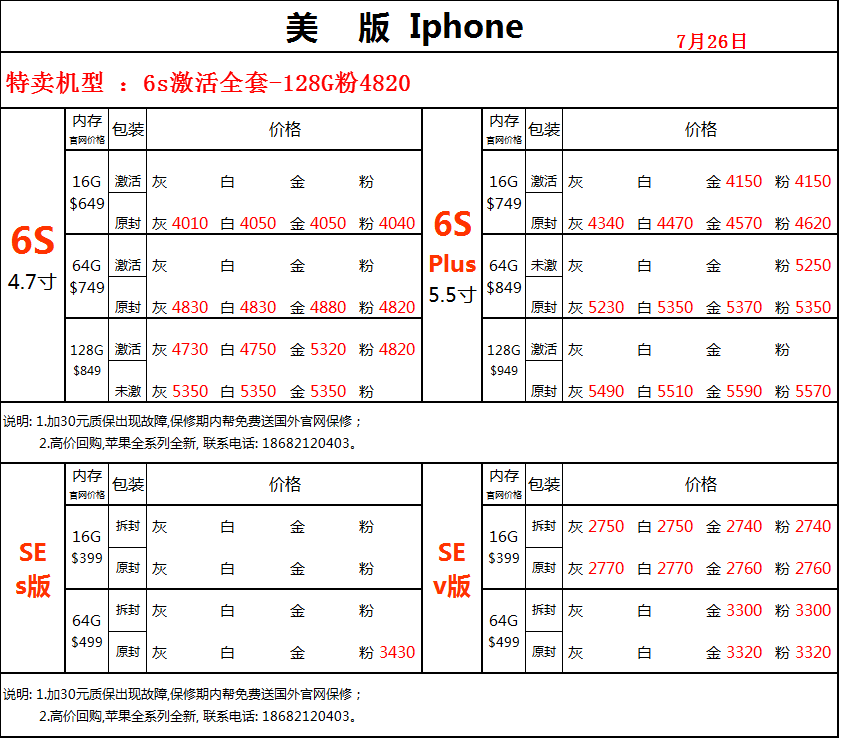 美 版 Iphone
7月26日
特卖机型 ：6s激活全套-128G粉4820
内存 包装 价格 内存 包装 价格
官网价格 官网价格
16G 激活 灰 白 金 粉 16G 激活 灰 白 金 4150 粉 4150
$649 $749
原封 灰 4010 白 4050 金 4050 粉 4040 原封 灰 4340 白 4470 金 4570 粉 4620
6S 6S
4.7寸 Plus
5.5寸
64G 激活 灰 白 金 粉 64G 未激 灰 白 金 粉 5250
$749 $849
原封 灰 4830 白 4830 金 4880 粉 4820 原封 灰 5230 白 5350 金 5370 粉 5350
128G 激活 灰 4730 白 4750 金 5320 粉 4820 128G 激活 灰 白 金 粉
$849 $949
未激 灰 5350 白 5350 金 5350 粉 原封 灰 5490 白 5510 金 5590 粉 5570
说明: 1.加30元质保出现故障,保修期内帮免费送国外官网保修；
2.高价回购,苹果全系列全新, 联系电话: 18682120403。
内存 包装 价格 内存 包装 价格
官网价格 官网价格
16G 拆封 灰 白 金 粉 16G 拆封 灰 2750 白 2750 金 2740 粉 2740
$399 $399
原封 灰 白 金 粉 原封 灰 2770 白 2770 金 2760 粉 2760
SE SE
s版 v版
64G 拆封 灰 白 金 粉 64G 拆封 灰 白 金 3300 粉 3300
$499 $499
原封 灰 白 金 粉 3430 原封 灰 白 金 3320 粉 3320
说明: 1.加30元质保出现故障,保修期内帮免费送国外官网保修；
2.高价回购,苹果全系列全新, 联系电话: 18682120403。